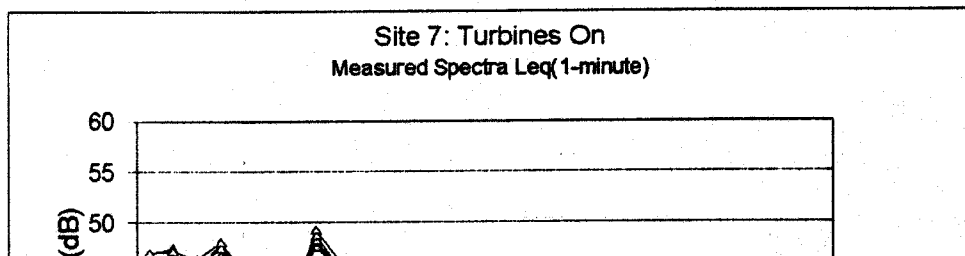 Site 7: Turbines On
Measured Spectra Leq(1-minute)
60
55
50
(dB)